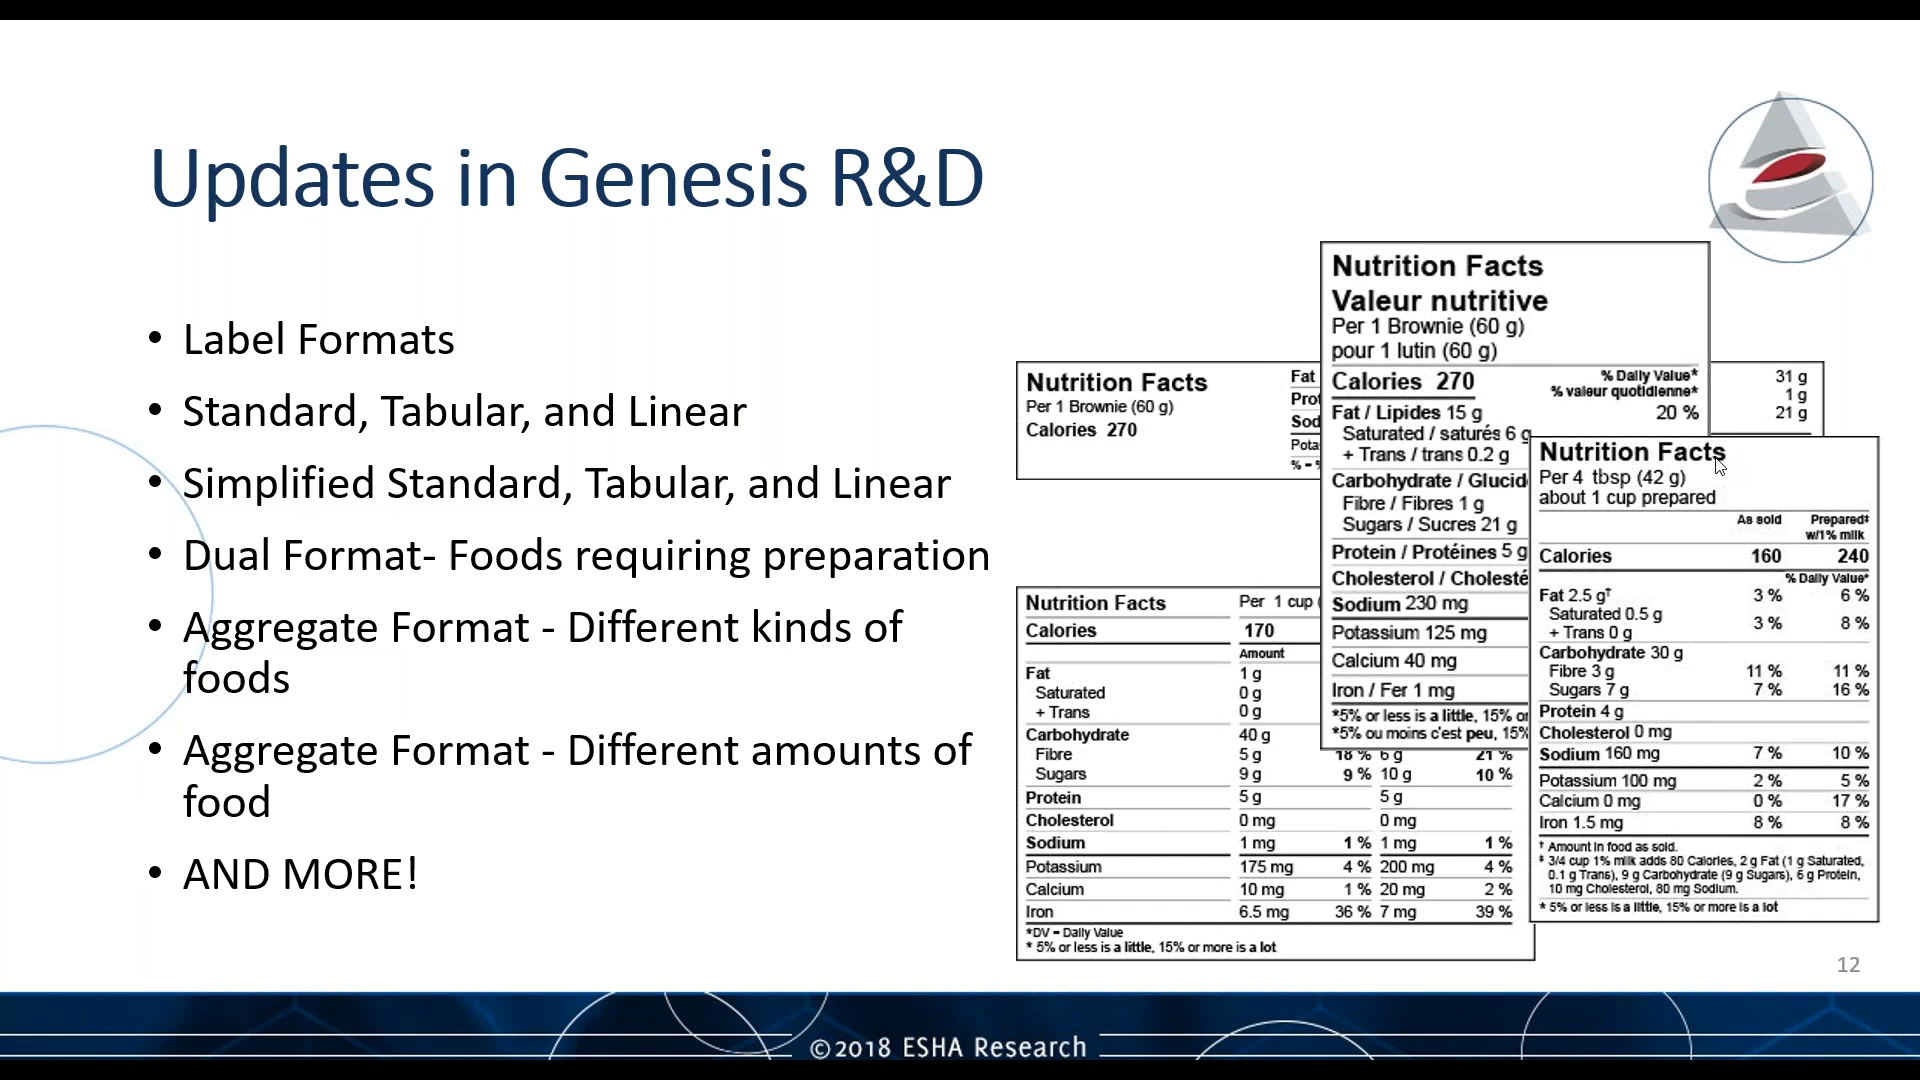 Updates in Genesis R&D
• Label Formats
• Standard, Tabular, and Linear
• Simplified Standard, Tabular, and Linear
• Dual Format- Foods requiring preparation
• Aggregate Format - Different kinds of
foods
• Aggregate Format - Different amounts of
food
• AND MORE!
Nutrition Facts
Per 1 Brownie (60 g)
Calories 270
Fat
31 g
1 g
21 g
Nutrition Facts
Valeur nutritive
Per 1 Brownie (60 g)
pour 1 lutin (60 g)
Calories 270
% Daily Value*
% valeur quotidienne*
Fat / Lipides 15 g 20 %
Saturated / saturés 6 g
+ Trans / trans 0.2 g
Carbohydrate / Glucid
Fibre / Fibres 1 g
Sugars / Sucres 21 g
Protein / Protéines 5 g
Cholesterol / Cholesté
Sodium 230 mg
Potassium 125 mg
Calcium 40 mg
Iron / Fer 1 mg
*5% or less is a little, 15% or
*5% ou moins c'est peu, 15%
Nutrition Facts Per 1 cup
Calories 170
Amount
Fat 1 g
Saturated 0 g
+ Trans 0 g
Carbohydrate 40 g
Fibre 5 g 18 % 6 g 21 %
Sugars 9 g 9 % 10 g 10 %
Protein 5 g 5 g
Cholesterol 0 mg 0 mg
Sodium 1 mg 1 % 1 mg 1 %
Potassium 175 mg 4 % 200 mg 4 %
Calcium 10 mg 1 % 20 mg 2 %
Iron 6.5 mg 36 % 7 mg 39 %
*DV = Daily Value
* 5% or less is a little, 15% or more is a lot
Nutrition Facts
Per 4 tbsp (42 g)
about 1 cup prepared
As sold Prepared‡
w/1% milk
Calories 160 240
% Daily Value*
Fat 2.5 g† 3 % 6 %
Saturated 0.5 g
+ Trans 0 g 3 % 8 %
Carbohydrate 30 g
Fibre 3 g 11 % 11 %
Sugars 7 g 7 % 16 %
Protein 4 g
Cholesterol 0 mg
Sodium 160 mg 7 % 10 %
Potassium 100 mg 2 % 5 %
Calcium 0 mg 0 % 17 %
Iron 1.5 mg 8 % 8 %
† Amount in food as sold.
‡ 3/4 cup 1% milk adds 80 Calories, 2 g Fat (1 g Saturated,
0.1 g Trans), 9 g Carbohydrate (9 g Sugars), 6 g Protein,
10 mg Cholesterol, 80 mg Sodium.
* 5% or less is a little, 15% or more is a lot
12
©2018 ESHA Research